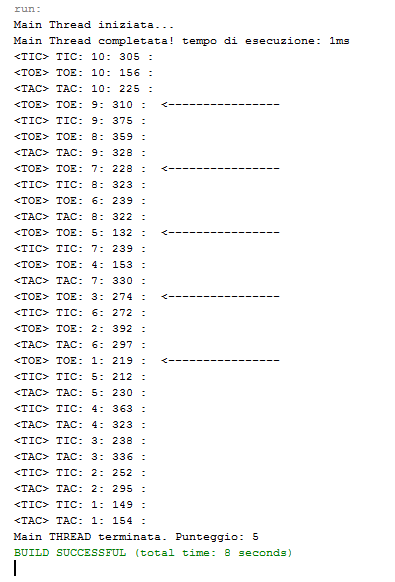 run:
Main Thread iniziata...
Main Thread completata! tempo di esecuzione: 1ms
<TIC> TIC: 10: 305 :
<TOE> TOE: 10: 156 :
<TAC> TAC: 10: 225 :
<TOE> TOE: 9: 310 :  <----------------
<TIC> TIC: 9: 375 :
<TOE> TOE: 8: 359 :
<TAC> TAC: 9: 328 :
<TOE> TOE: 7: 228 :  <----------------
<TIC> TIC: 8: 323 :
<TOE> TOE: 6: 239 :
<TAC> TAC: 8: 322 :
<TOE> TOE: 5: 132 :  <----------------
<TIC> TIC: 7: 239 :
<TOE> TOE: 4: 153 :
<TAC> TAC: 7: 330 :
<TOE> TOE: 3: 274 :  <----------------
<TIC> TIC: 6: 272 :
<TOE> TOE: 2: 392 :
<TAC> TAC: 6: 297 :
<TOE> TOE: 1: 219 :  <----------------
<TIC> TIC: 5: 212 :
<TAC> TAC: 5: 230 :
<TIC> TIC: 4: 363 :
<TAC> TAC: 4: 323 :
<TIC> TIC: 3: 238 :
<TAC> TAC: 3: 336 :
<TIC> TIC: 2: 252 :
<TAC> TAC: 2: 295 :
<TIC> TIC: 1: 149 :
<TAC> TAC: 1: 154 :
Main THREAD terminata. Punteggio: 5
BUILD SUCCESSFUL (total time: 8 seconds)